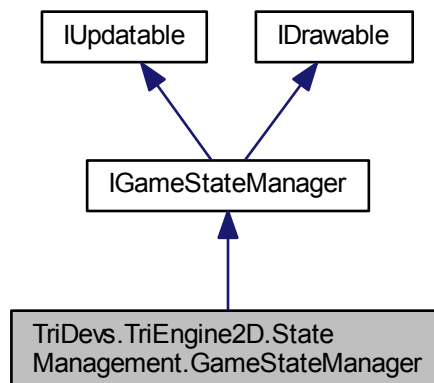 IUpdatable
IDrawable
IGameStateManager
TriDevs.TriEngine2D.State
Management.GameStateManager